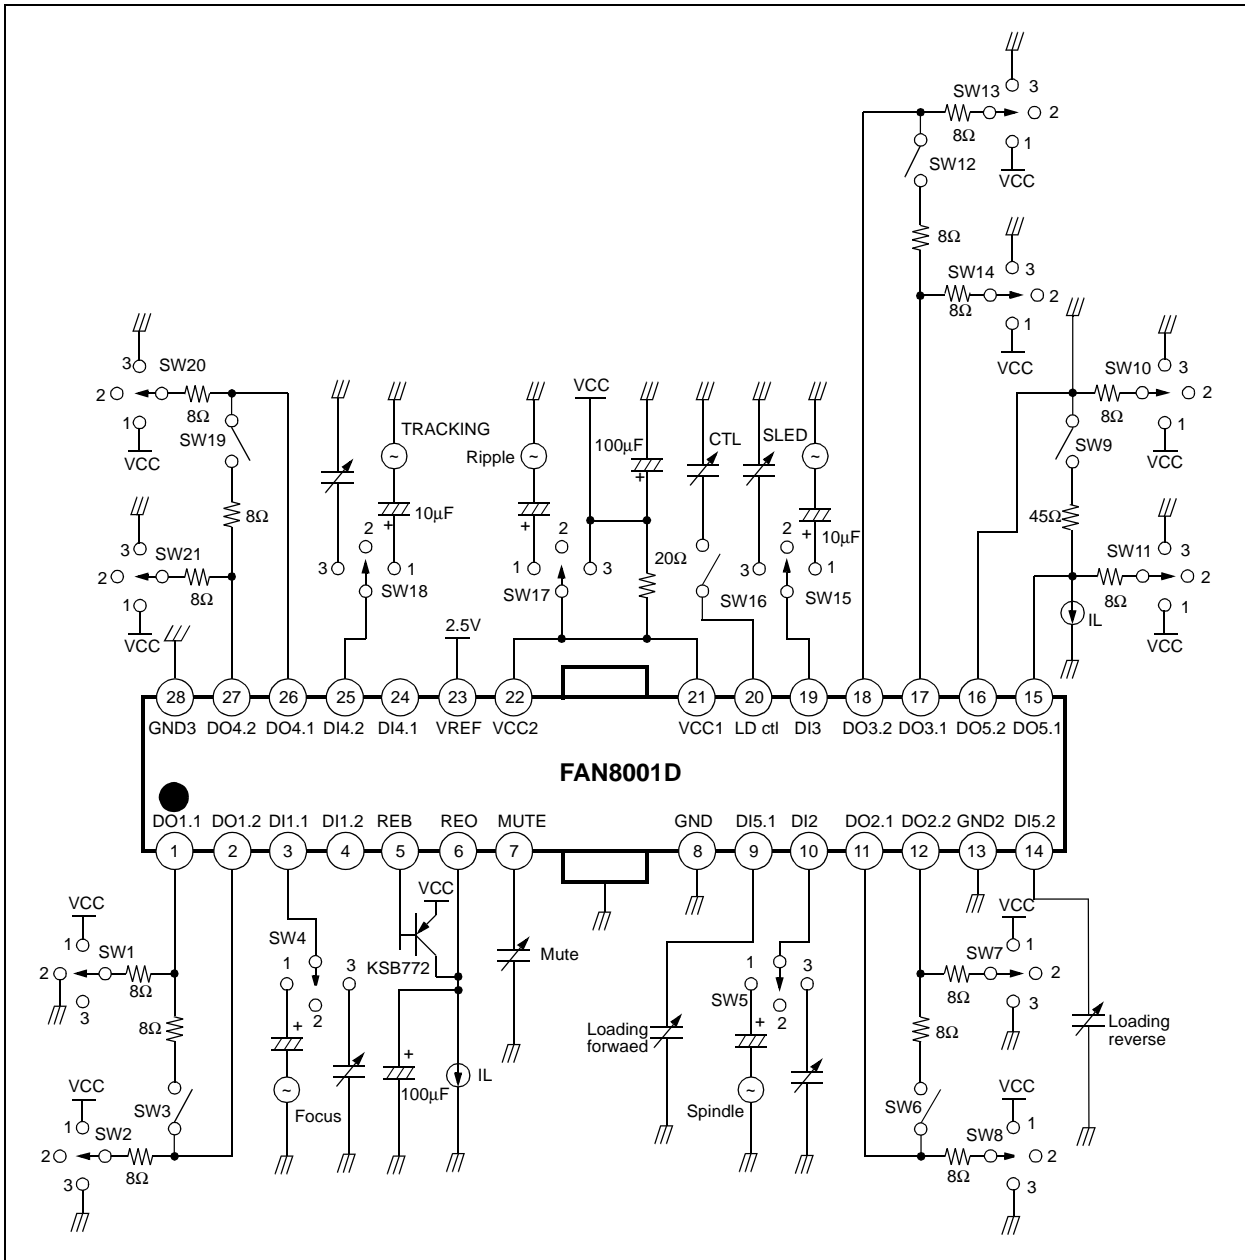 SW13
3
2
8Ω
1
SW12
VCC
8Ω
3
SW14
2
8Ω
1
VCC
3
SW20
2
8Ω
1
SW19
VCC
8Ω
3
SW21
2
8Ω
1
VCC
TRACKING
10μF
2
3
1
SW18
Ripple
VCC
100μF
2
1
3
SW17
20Ω
CTL
SLED
10μF
SW16
2
3
1
SW15
SW10
3
2
8Ω
1
SW9
VCC
45Ω
SW11
3
2
8Ω
1
IL
VCC
2.5V
28 27 26 25 24 23 22 21 20 19 18 17 16 15
GND3 DO4.2 DO4.1 DI4.2 DI4.1 VREF VCC2 VCC1 LD ctl DI3 DO3.2 DO3.1 DO5.2 DO5.1
FAN8001D
DO1.1 DO1.2 DI1.1 DI1.2 REB REO MUTE GND DI5.1 DI2 DO2.1 DO2.2 GND2 DI5.2
1 2 3 4 5 6 7 8 9 10 11 12 13 14
VCC
1
SW1
2
8Ω
3
8Ω
VCC
SW3
1
SW2
2
8Ω
3
SW4
1
3
2
+
Focus
VCC
KSB772
+
100μF
IL
Mute
Loading
forwaed
1
3
SW5
2
+
Spindle
VCC
1
SW7
2
8Ω
3
8Ω
SW6
VCC
1
SW8
2
8Ω
3
Loading
reverse